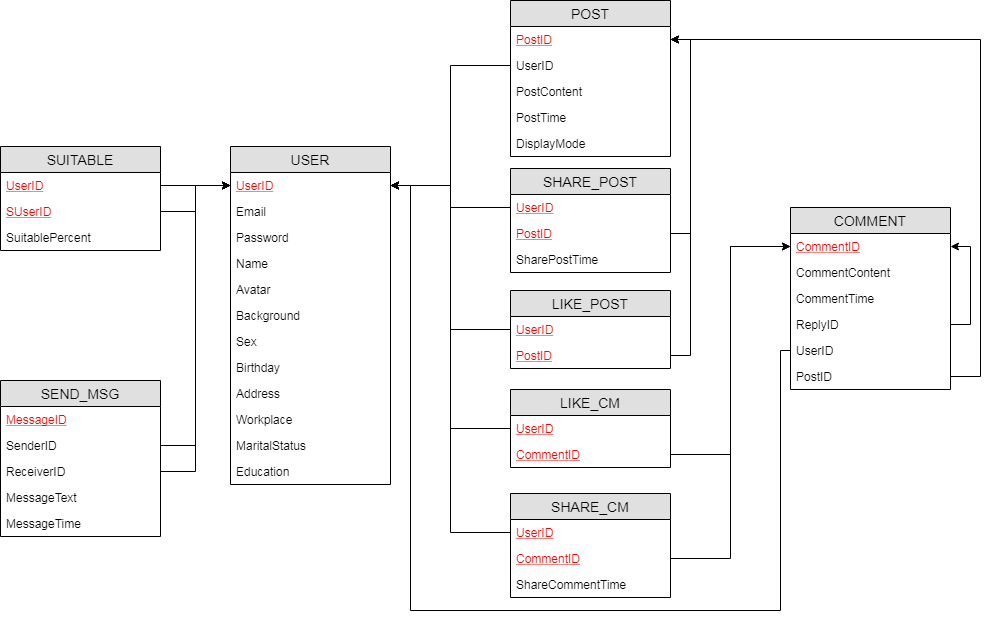 POST
PostID
UserID
PostContent
PostTime
DisplayMode
SUITABLE
UserID
SUserID
SuitablePercent
USER
UserID
Email
Password
Name
Avatar
Background
Sex
Birthday
Address
Workplace
MaritalStatus
Education
SHARE_POST
UserID
PostID
SharePostTime
COMMENT
CommentID
CommentContent
CommentTime
ReplyID
UserID
PostID
LIKE_POST
UserID
PostID
SEND_MSG
MessageID
SenderID
ReceiverID
MessageText
MessageTime
LIKE_CM
UserID
CommentID
SHARE_CM
UserID
CommentID
ShareCommentTime